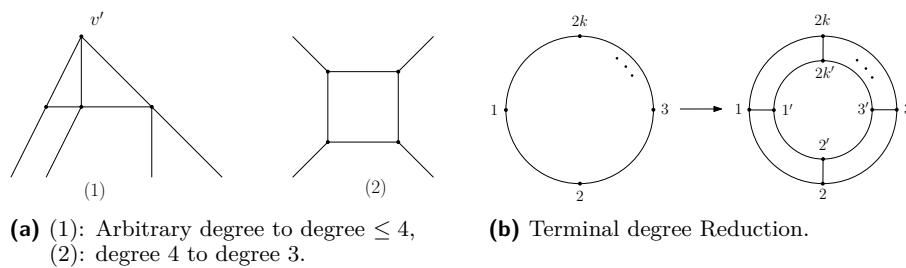 v′
(1)
(2)
2k
1
3
2
2k
2k′
1
1′
3′
3
2′
2
(a) (1): Arbitrary degree to degree ≤ 4,
(2): degree 4 to degree 3.
(b) Terminal degree Reduction.